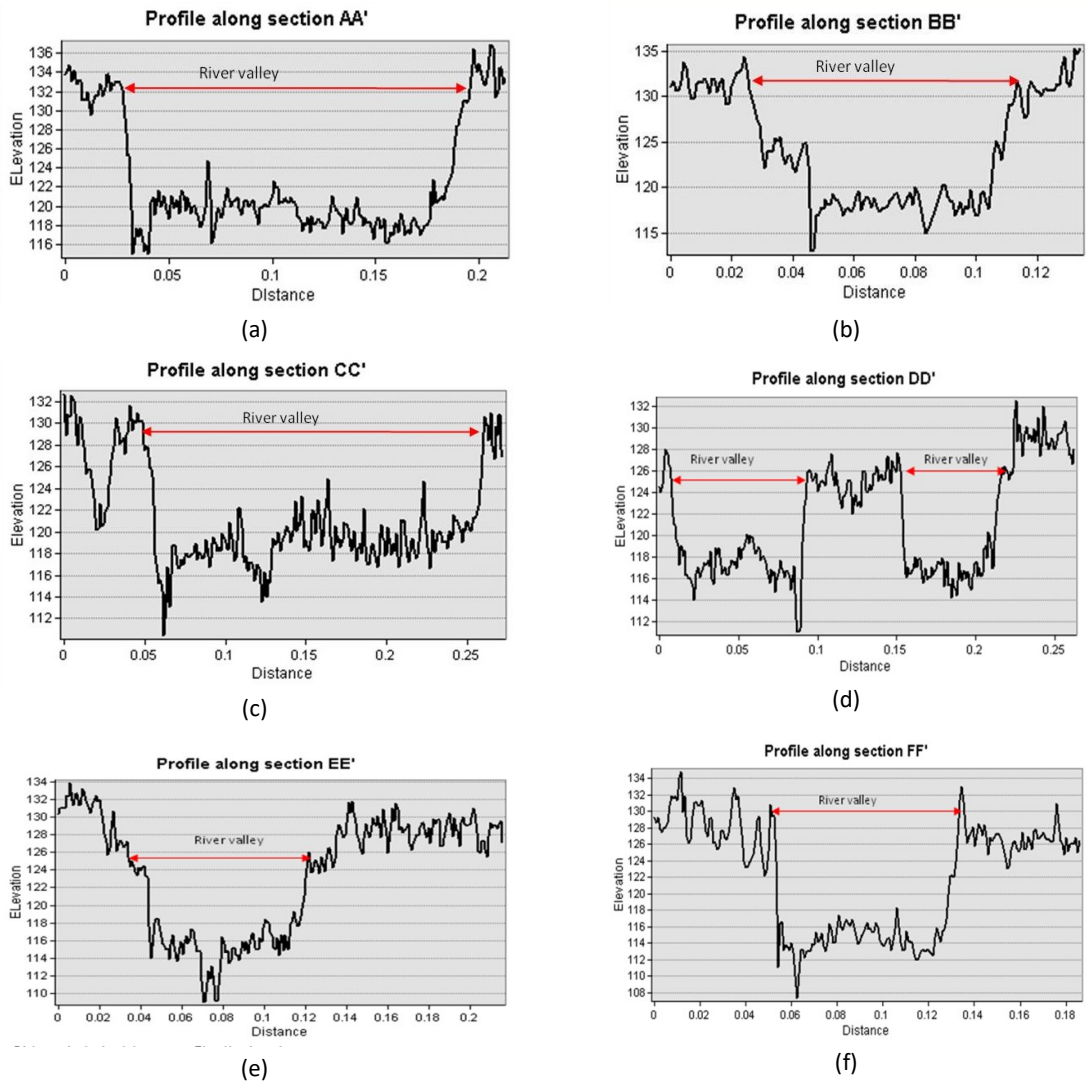 Profile along section AA'
River valley
ELevation
136
134
132
130
128
126
124
122
120
118
116
0 0.05 0.1 0.15 0.2
DIstance
(a)
Profile along section BB'
River valley
Elevation
135
130
125
120
115
0 0.02 0.04 0.06 0.08 0.1 0.12
Distance
(b)
Profile along section CC'
River valley
Elevation
132
130
128
126
124
122
120
118
116
114
112
0 0.05 0.1 0.15 0.2 0.25
Distance
(c)
Profile along section DD'
River valley River valley
ELevation
132
130
128
126
124
122
120
118
116
114
112
0 0.05 0.1 0.15 0.2 0.25
Distance
(d)
Profile along section EE'
River valley
ELevation
134
132
130
128
126
124
122
120
118
116
114
112
110
0 0.02 0.04 0.06 0.08 0.1 0.12 0.14 0.16 0.18 0.2
Distance
(e)
Profile along section FF'
River valley
Elevation
134
132
130
128
126
124
122
120
118
116
114
112
110
108
0 0.02 0.04 0.06 0.08 0.1 0.12 0.14 0.16 0.18
Distance
(f)